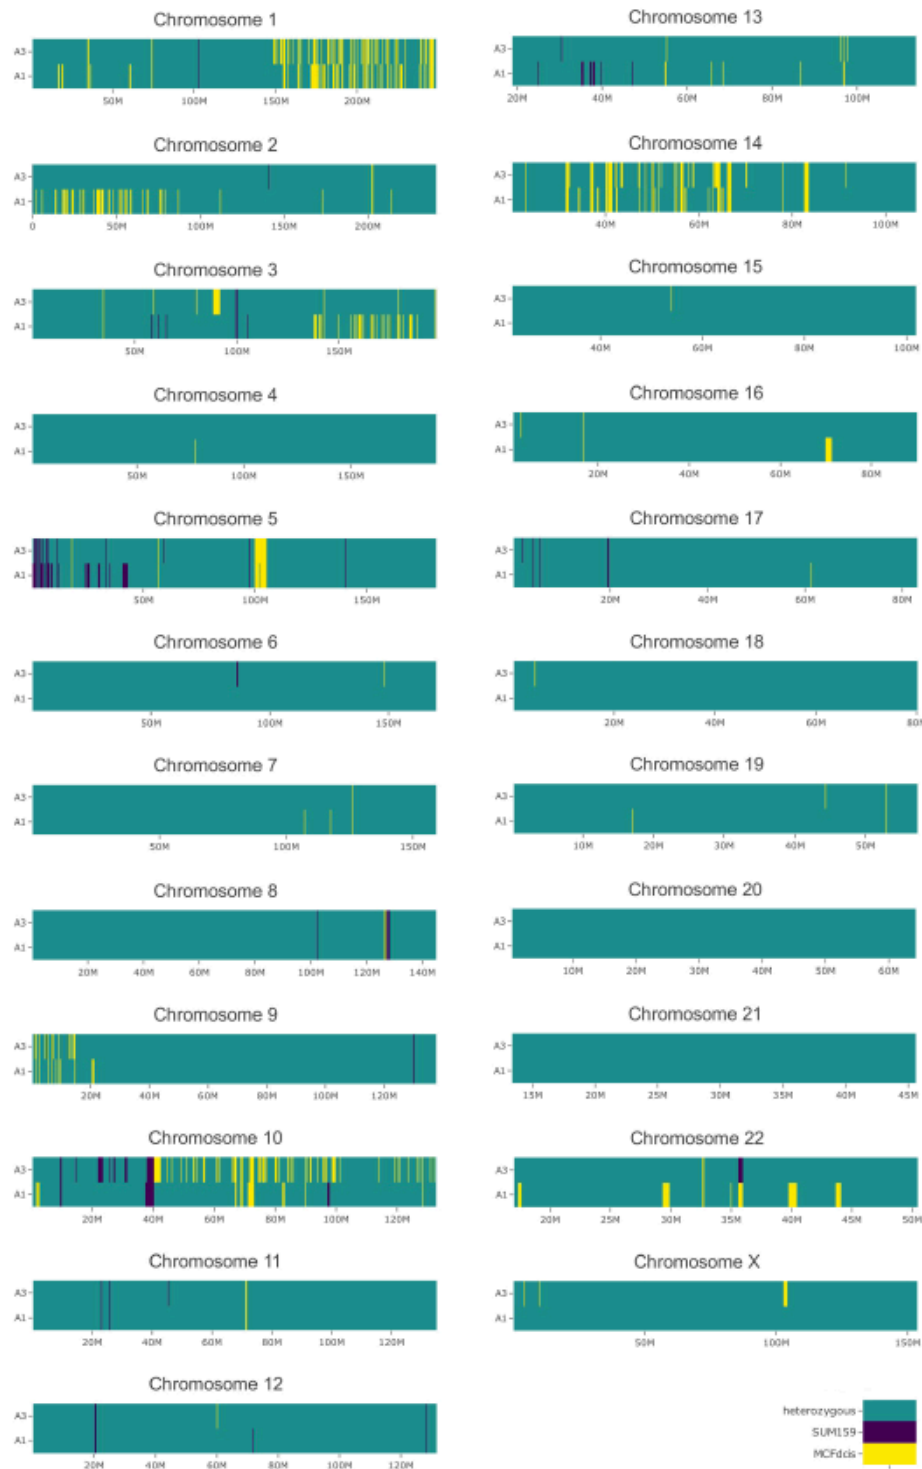 Chromosome 1
A3
A1
50M 100M 150M 200M
Chromosome 2
A3
A1
0 50M 100M 150M 200M
Chromosome 3
A3
A1
50M 100M 150M
Chromosome 4
A3
A1
50M 100M 150M
Chromosome 5
A3
A1
50M 100M 150M
Chromosome 6
A3
A1
50M 100M 150M
Chromosome 7
A3
A1
50M 100M 150M
Chromosome 8
A3
A1
20M 40M 60M 80M 100M 120M 140M
Chromosome 9
A3
A1
20M 40M 60M 80M 100M 120M
Chromosome 10
A3
A1
20M 40M 60M 80M 100M 120M
Chromosome 11
A3
A1
20M 40M 60M 80M 100M 120M
Chromosome 12
A3
A1
20M 40M 60M 80M 100M 120M
Chromosome 13
A3
A1
20M 40M 60M 80M 100M
Chromosome 14
A3
A1
40M 60M 80M 100M
Chromosome 15
A3
A1
40M 60M 80M 100M
Chromosome 16
A3
A1
20M 40M 60M 80M
Chromosome 17
A3
A1
20M 40M 60M 80M
Chromosome 18
A3
A1
20M 40M 60M
Chromosome 19
A3
A1
10M 20M 30M 40M 50M
Chromosome 20
A3
A1
10M 20M 30M 40M 50M 60M
Chromosome 21
A3
A1
15M 20M 25M 30M 35M 40M 45M
Chromosome 22
A3
A1
20M 25M 30M 35M 40M 45M 50M
Chromosome X
A3
A1
50M 100M 150M
heterozygous
SUM159
MCFdcis